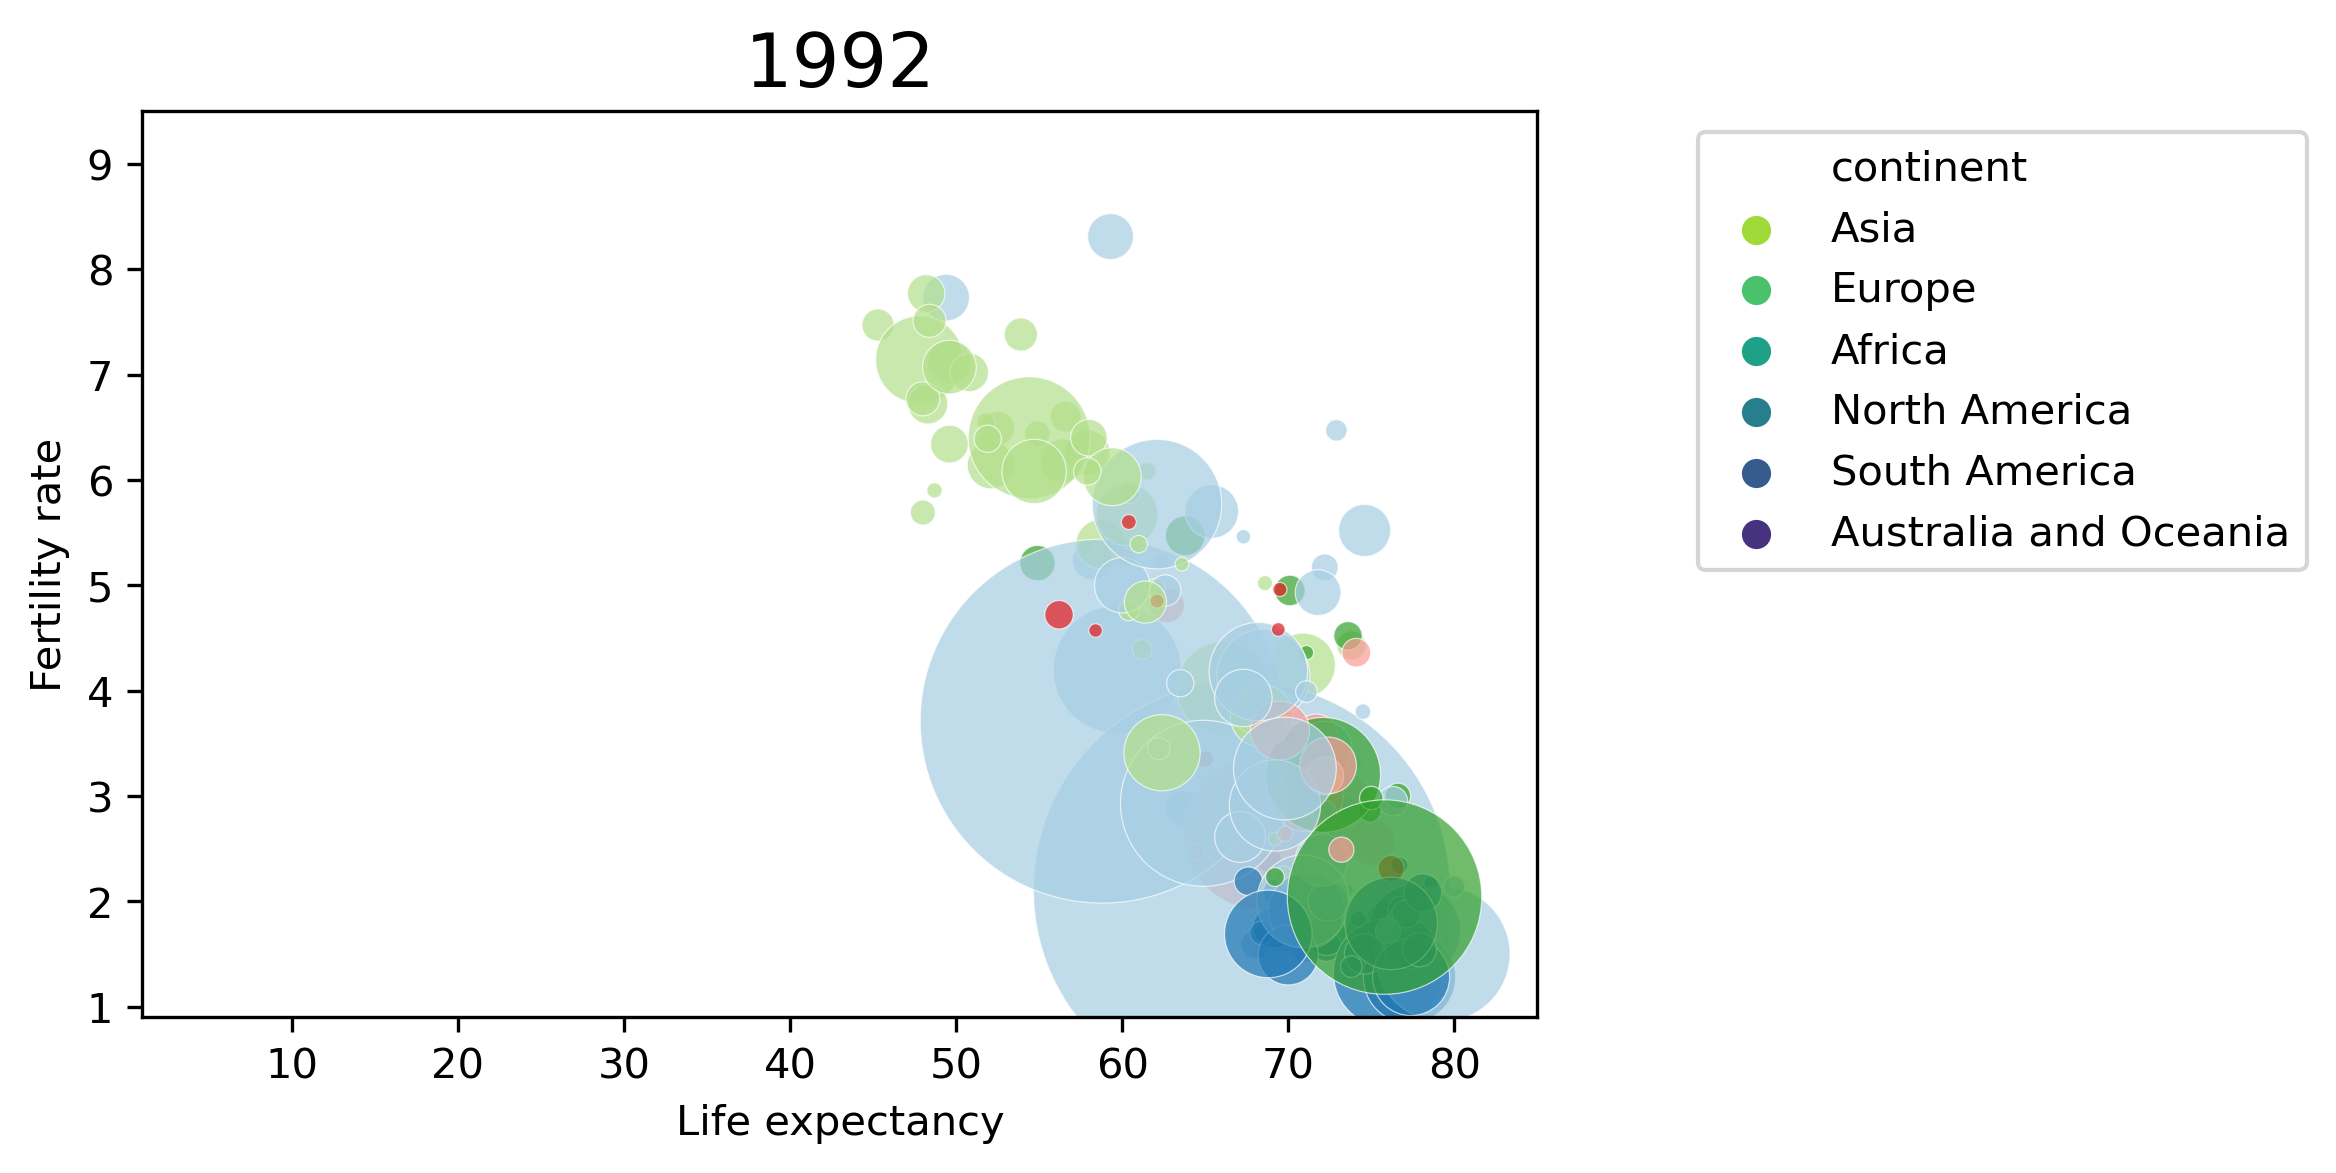 1992
9
8
7
6
5
4
3
2
1
Fertility rate
10 20 30 40 50 60 70 80
Life expectancy
continent
Asia
Europe
Africa
North America
South America
Australia and Oceania